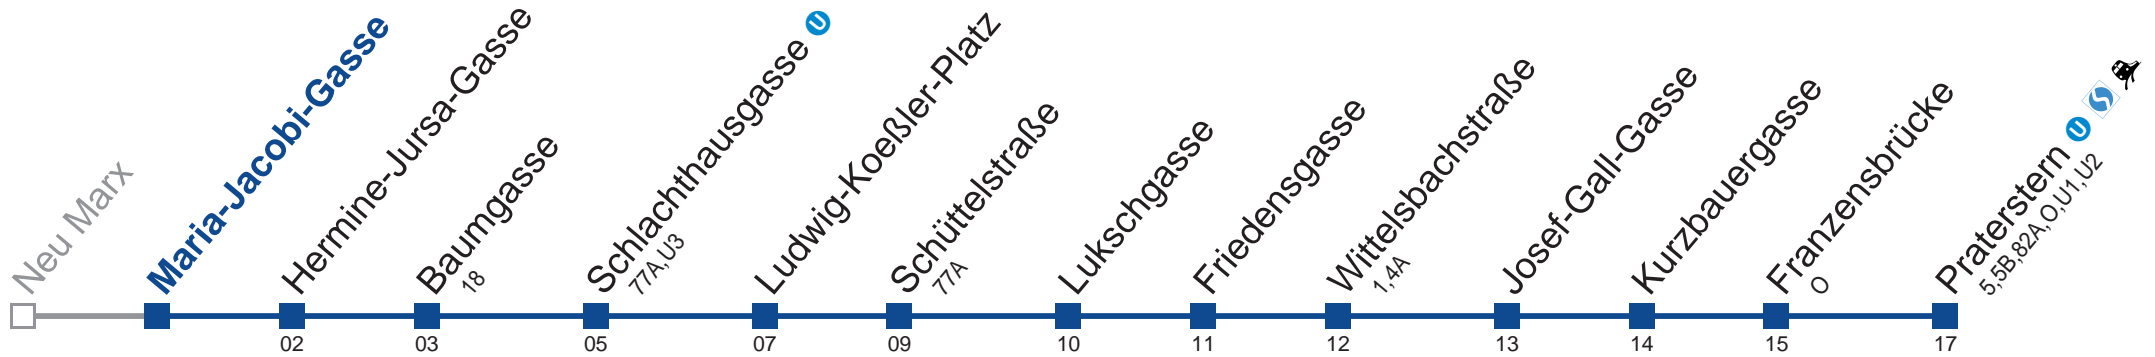 Neu Marx
Maria-Jacobi-Gasse
Hermine-Jursa-Gasse
02
Baumgasse
18
03
Schlachthausgasse U
77A,U3
05
Ludwig-Koeßler-Platz
07
Schüttelstraße
77A
09
Lukschgasse
10
Friedensgasse
11
Wittelsbachstraße
1,4A
12
Josef-Gall-Gasse
13
Kurzbauergasse
14
Franzensbrücke
O
15
Praterstern U S
5,5B,82A,O,U1,U2
17